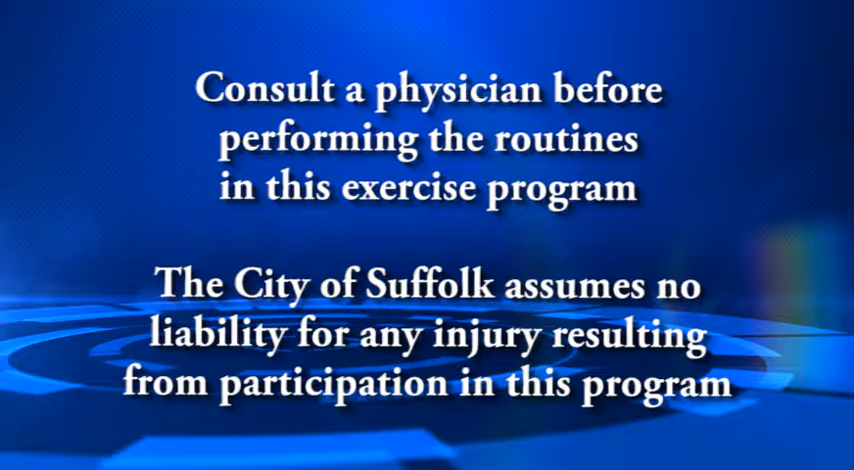 Consult a physician before
performing the routines
in this exercise program
The City of Suffolk assumes no
liability for any injury resulting
from participation in this program